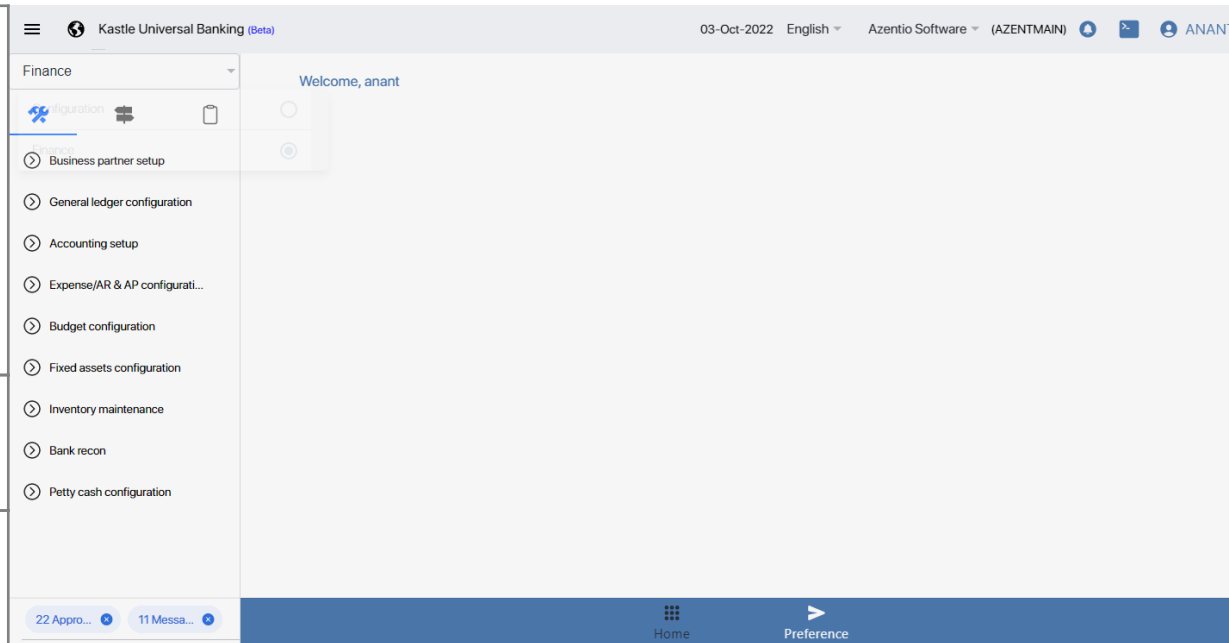 Kastle Universal Banking (Beta)
03-Oct-2022 English Azentio Software (AZENTMAIN) ANANT
Finance
Welcome, anant
Configuration
Finance
Business partner setup
General ledger configuration
Accounting setup
Expense/AR & AP configurati...
Budget configuration
Fixed assets configuration
Inventory maintenance
Bank recon
Petty cash configuration
22 Appro... 11 Messa...
Home Preference